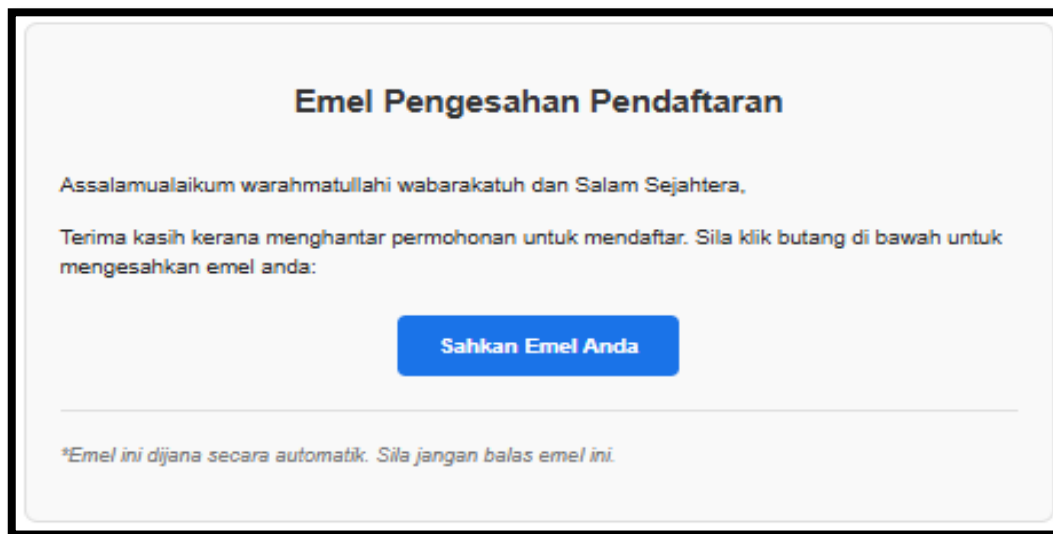 Emel Pengesahan Pendaftaran
Assalamualaikum warahmatullahi wabarakatuh dan Salam Sejahtera,
Terima kasih kerana menghantar permohonan untuk mendaftar. Sila klik butang di bawah untuk
mengesahkan emel anda:
Sahkan Emel Anda
*Emel ini dijana secara automatik. Sila jangan balas emel ini.